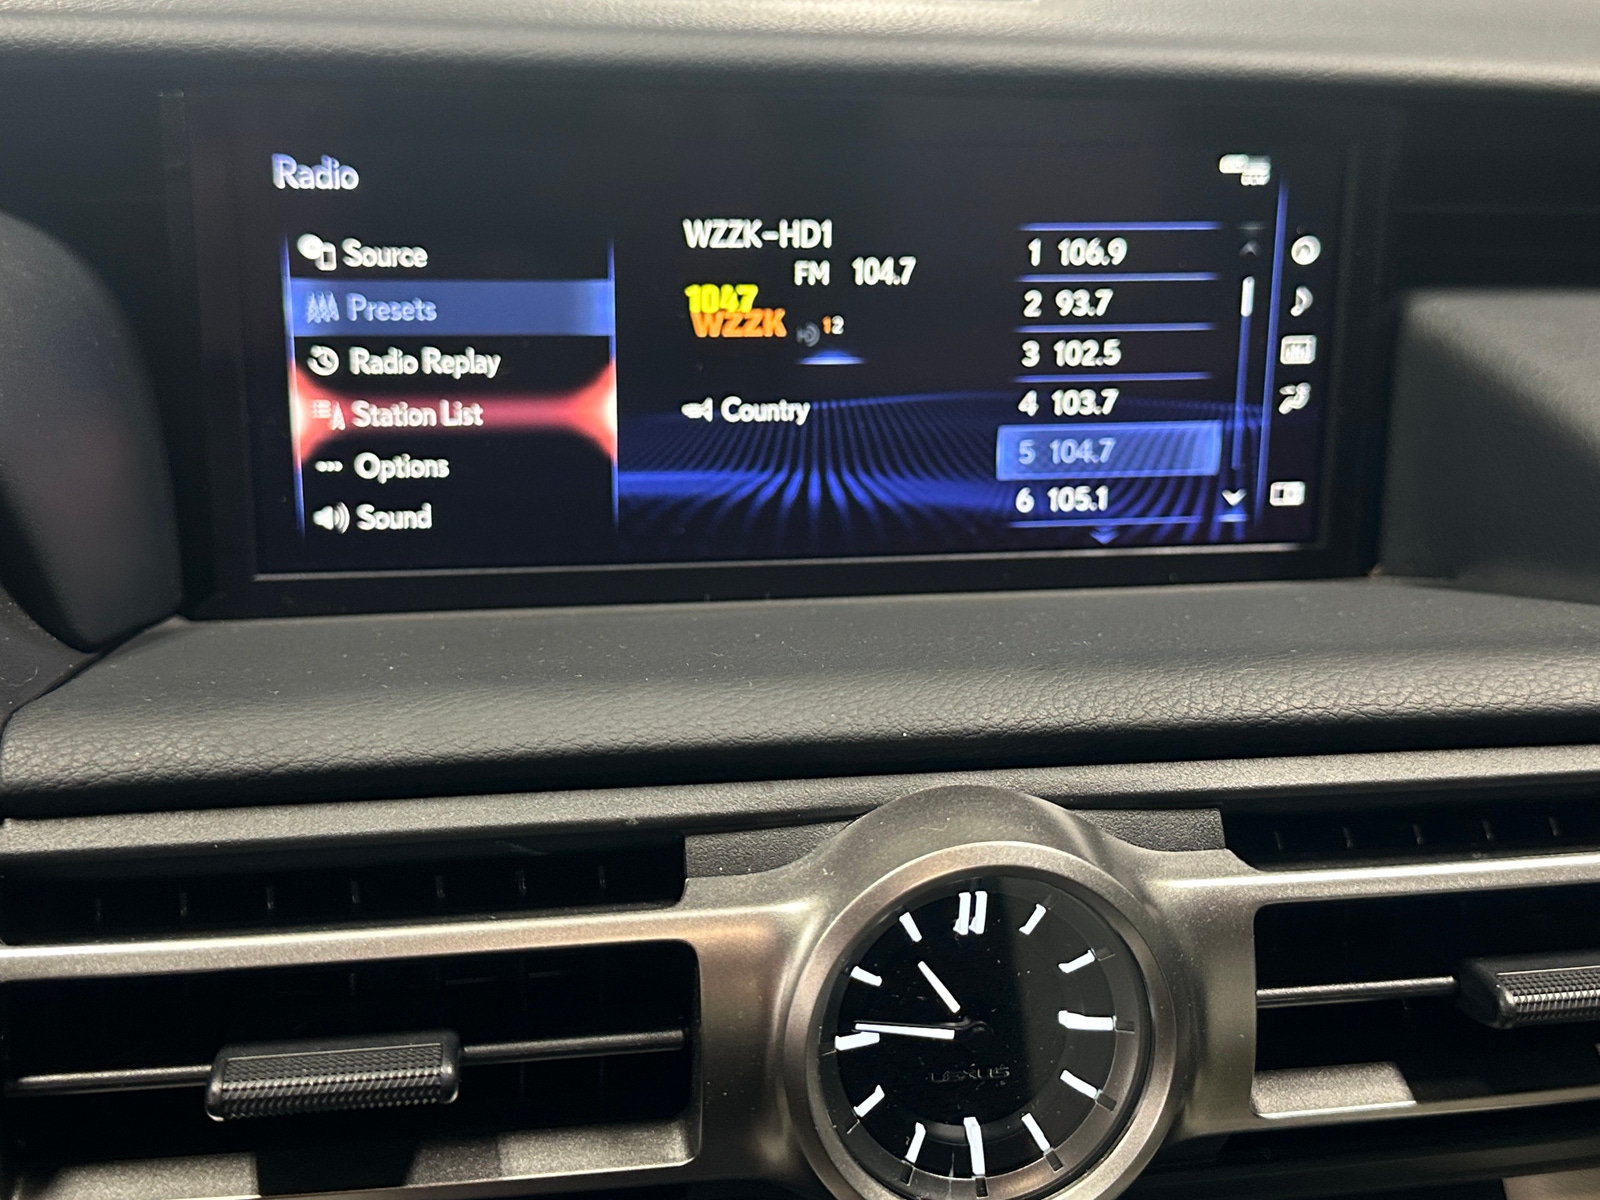 Radio
Source
Presets
Radio Replay
Station List
Options
Sound
WZZK-HD1
FM 104.7
1047
WZZK
HD 12
Country
1 106.9
2 93.7
3 102.5
4 103.7
5 104.7
6 105.1
LEXUS